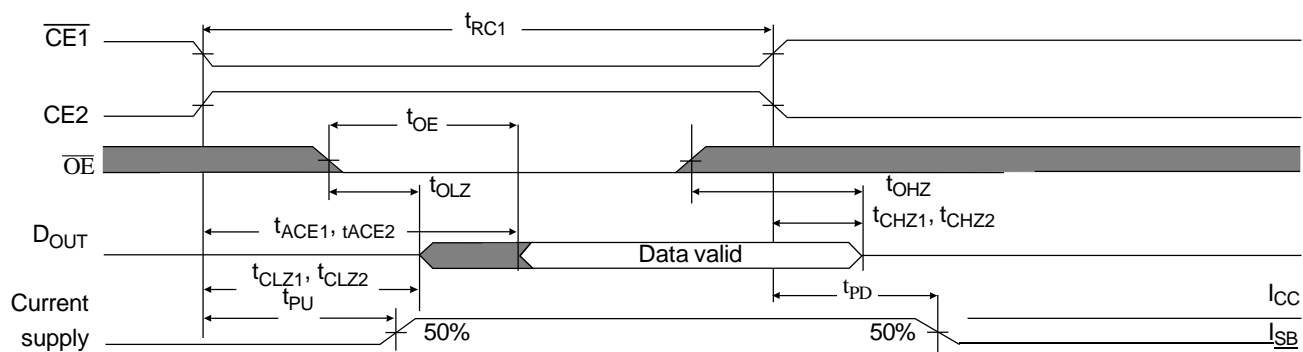 tRC1
CE1
CE2
tOE
OE
tOLZ
tOHZ
tACE1, tACE2
tCHZ1, tCHZ2
DOUT
Data valid
tCLZ1, tCLZ2
tPU
tPD
Current supply
ICC
50%
50%
ISB